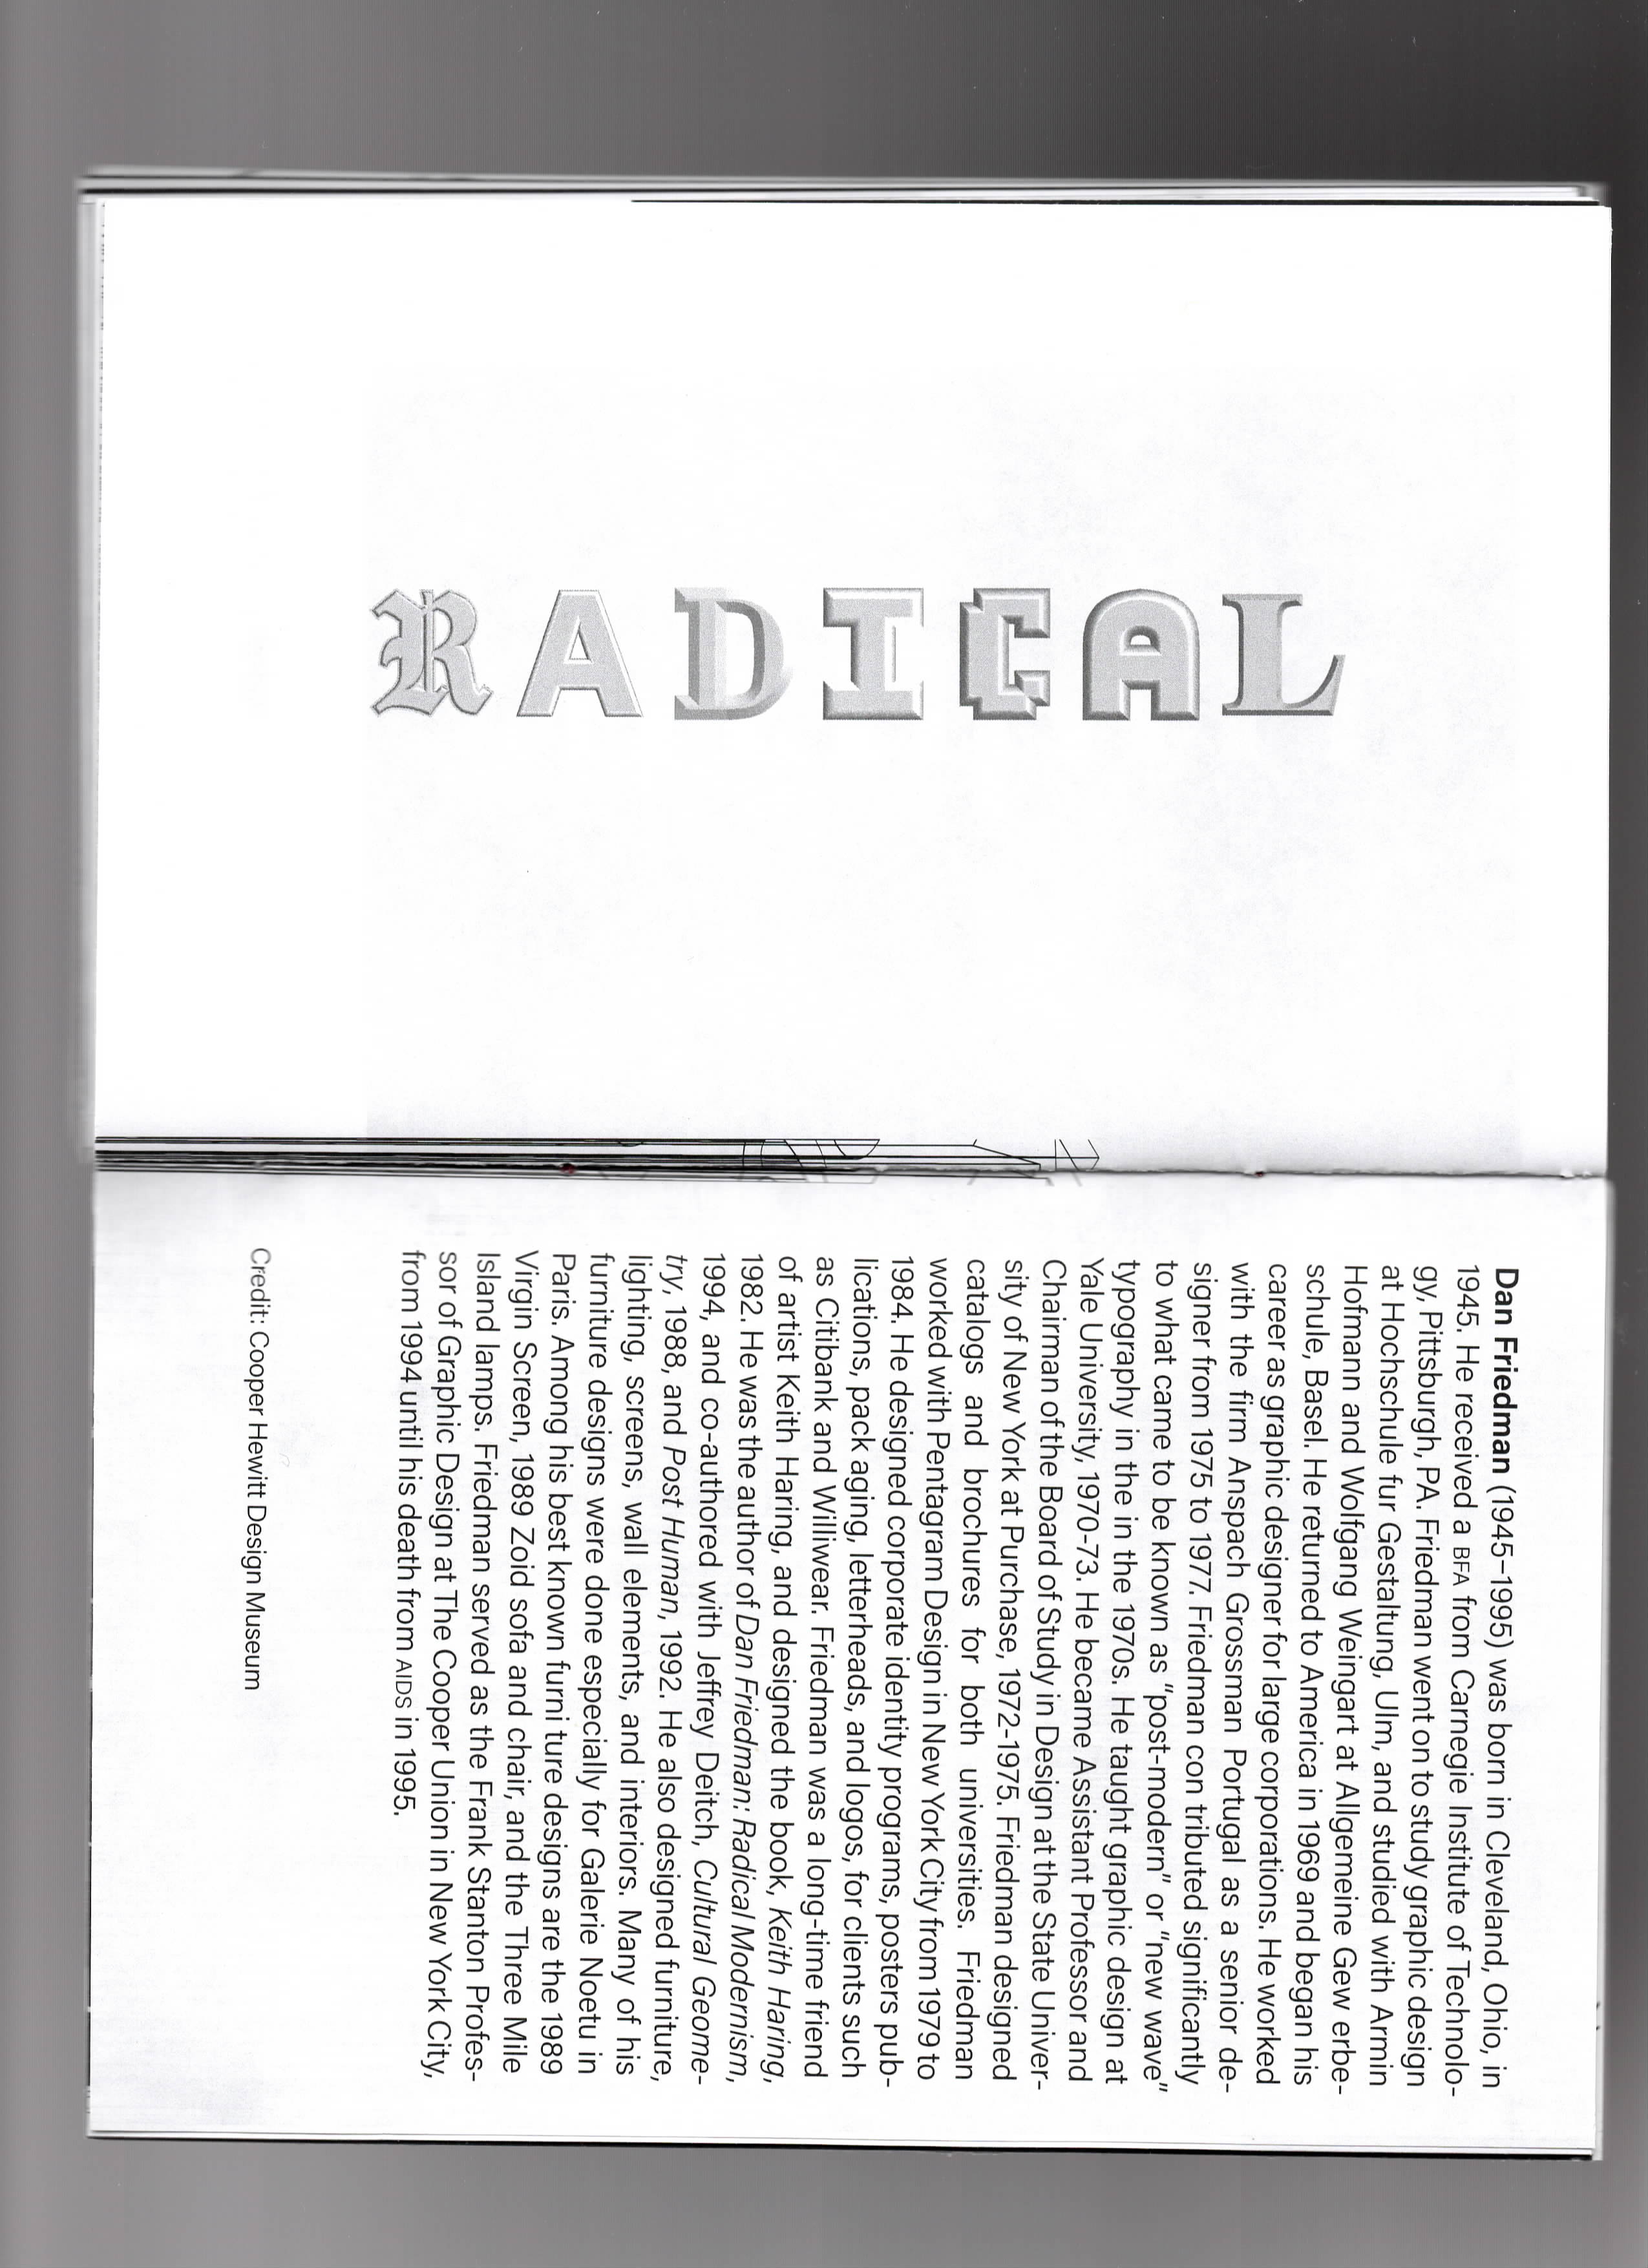 RADICAL
Dan Friedman (1945–1995) was born in Cleveland, Ohio, in
1945. He received a BFA from Carnegie Institute of Technolo-
gy, Pittsburgh, PA. Friedman went on to study graphic design
at Hochschule fur Gestaltung, Ulm, and studied with Armin
Hofmann and Wolfgang Weingart at Allgemeine Gew erbe-
schule, Basel. He returned to America in 1969 and began his
career as graphic designer for large corporations. He worked
with the firm Anspach Grossman Portugal as a senior de-
signer from 1975 to 1977. Friedman con tributed significantly
to what came to be known as "post-modern" or "new wave"
typography in the in the 1970s. He taught graphic design at
Yale University, 1970-73. He became Assistant Professor and
Chairman of the Board of Study in Design at the State Univer-
sity of New York at Purchase, 1972-1975. Friedman designed
catalogs and brochures for both universities. Friedman
worked with Pentagram Design in New York City from 1979 to
1984. He designed corporate identity programs, posters pub-
lications, pack aging, letterheads, and logos, for clients such
as Citibank and Williwear. Friedman was a long-time friend
of artist Keith Haring, and designed the book, Keith Haring,
1982. He was the author of Dan Friedman: Radical Modernism,
1994, and co-authored with Jeffrey Deitch, Cultural Geome-
try, 1988, and Post Human, 1992. He also designed furniture,
lighting, screens, wall elements, and interiors. Many of his
furniture designs were done especially for Galerie Noetu in
Paris. Among his best known furni ture designs are the 1989
Virgin Screen, 1989 Zoid sofa and chair, and the Three Mile
Island lamps. Friedman served as the Frank Stanton Profes-
sor of Graphic Design at The Cooper Union in New York City,
from 1994 until his death from AIDS in 1995.
Credit: Cooper Hewitt Design Museum